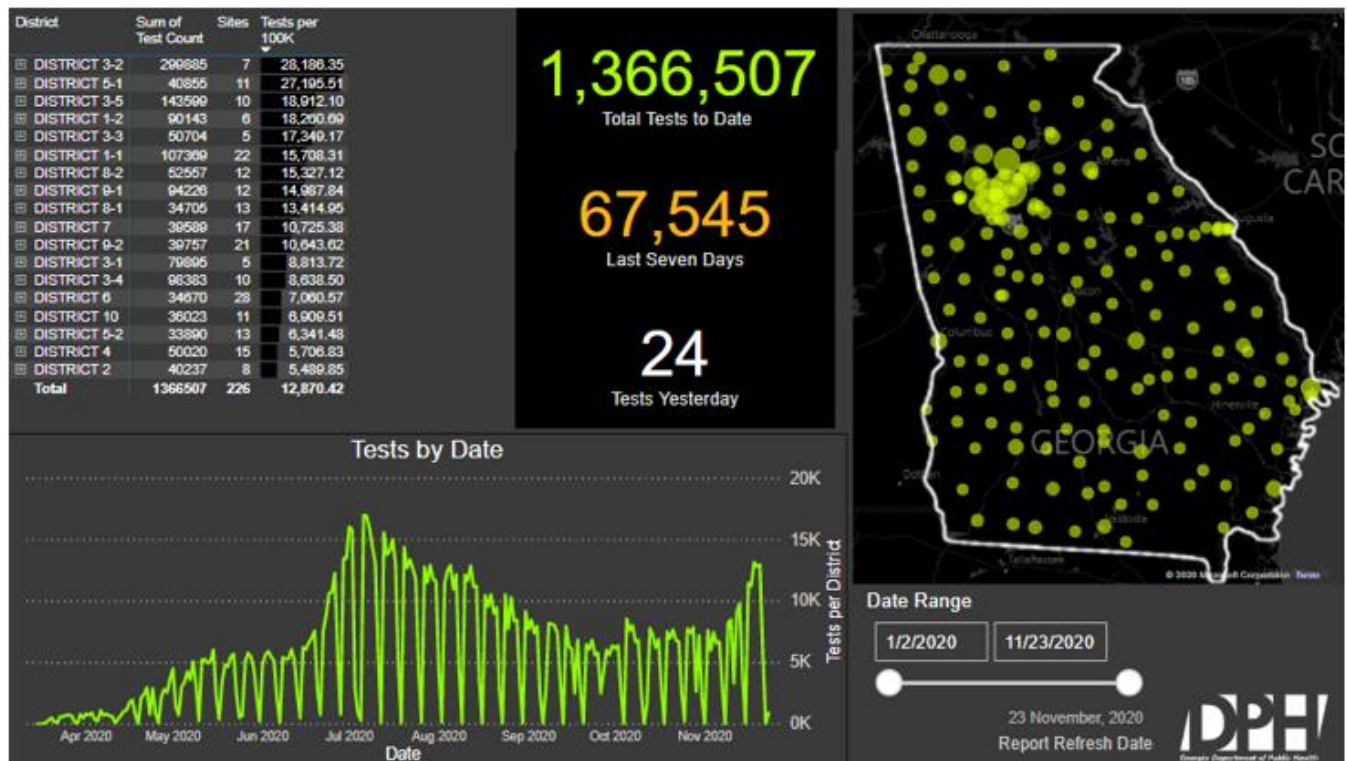 District Sum of Test Count Sites Tests per 100K
DISTRICT 3-2 299885 7 28,186.35
DISTRICT 5-1 40855 11 27,195.51
DISTRICT 3-5 143599 10 18,912.10
DISTRICT 1-2 90143 6 18,260.69
DISTRICT 3-3 50704 5 17,349.17
DISTRICT 1-1 107369 22 15,708.31
DISTRICT 8-2 52557 12 15,327.12
DISTRICT 9-1 94226 12 14,987.84
DISTRICT 8-1 34705 13 13,414.95
DISTRICT 7 39589 17 10,725.38
DISTRICT 9-2 39757 21 10,643.62
DISTRICT 3-1 79895 5 8,813.72
DISTRICT 3-4 98383 10 8,638.50
DISTRICT 6 34670 28 7,060.57
DISTRICT 10 36023 11 6,909.51
DISTRICT 5-2 33890 13 6,341.48
DISTRICT 4 50020 15 5,706.83
DISTRICT 2 40237 8 5,489.85
Total 1366507 226 12,870.42
1,366,507
Total Tests to Date
67,545
Last Seven Days
24
Tests Yesterday
Chattanooga
SC
CAR
Athens
Augusta
Macon
Columbus
Hinesville
GEORGIA
Dothan
Valdosta
Tallahassee
© 2020 Microsoft Corporation Terms
Tests by Date
20K
15K
10K
5K
0K
Tests per District
Apr 2020 May 2020 Jun 2020 Jul 2020 Aug 2020 Sep 2020 Oct 2020 Nov 2020
Date
Date Range
1/2/2020 11/23/2020
23 November, 2020
Report Refresh Date
DPH
Georgia Department of Public Health